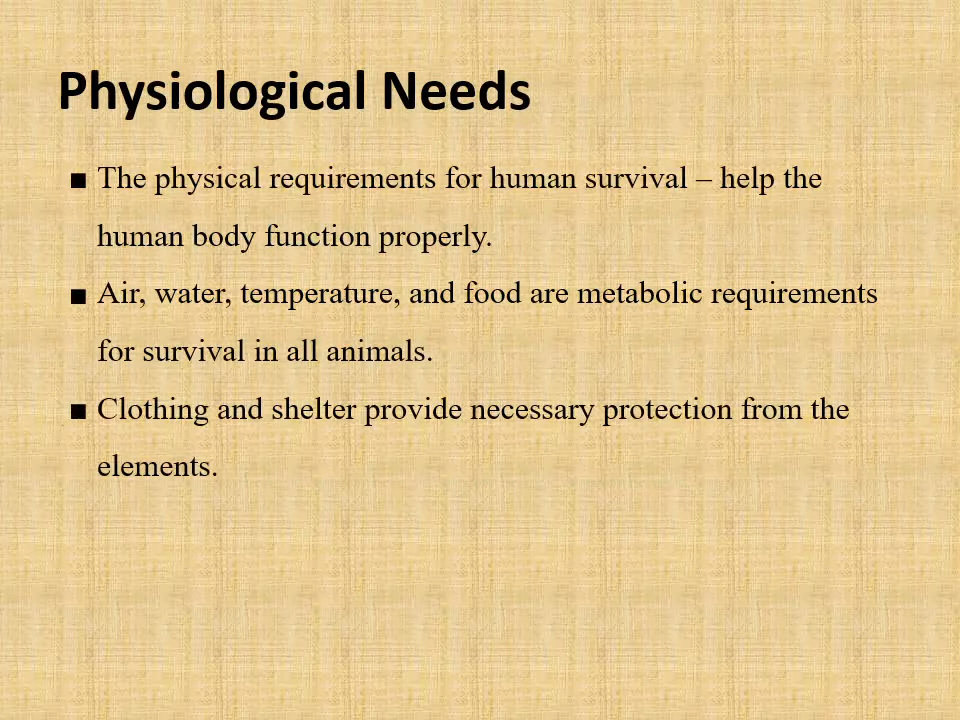 Physiological Needs
■ The physical requirements for human survival – help the
human body function properly.
■ Air, water, temperature, and food are metabolic requirements
for survival in all animals.
■ Clothing and shelter provide necessary protection from the
elements.